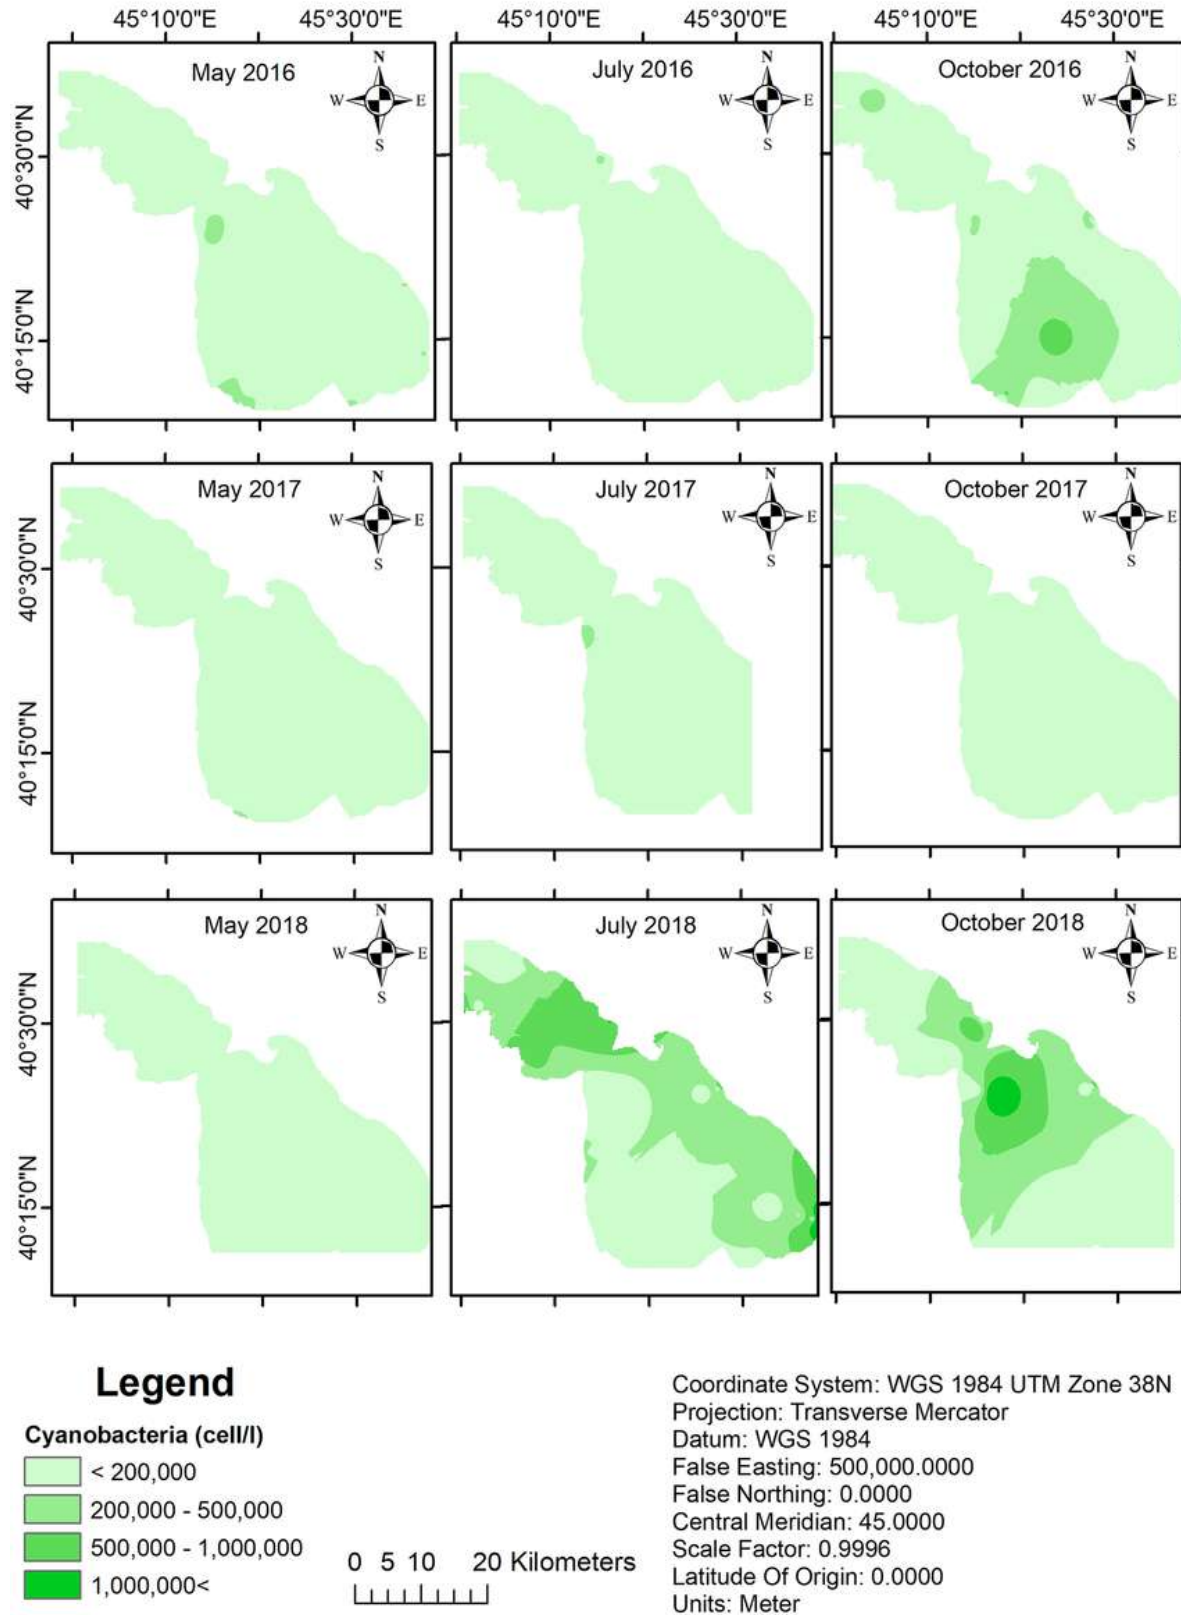 45°10'0"E 45°30'0"E 45°10'0"E 45°30'0"E 45°10'0"E 45°30'0"E
May 2016 July 2016 October 2016
N N N
W E W E W E
S S S
40°30'0"N
40°15'0"N
May 2017 July 2017 October 2017
N N N
W E W E W E
S S S
40°30'0"N
40°15'0"N
May 2018 July 2018 October 2018
N N N
W E W E W E
S S S
40°30'0"N
40°15'0"N
Legend
Cyanobacteria (cell/l)
< 200,000
200,000 - 500,000
500,000 - 1,000,000
1,000,000<
0 5 10 20 Kilometers
Coordinate System: WGS 1984 UTM Zone 38N
Projection: Transverse Mercator
Datum: WGS 1984
False Easting: 500,000.0000
False Northing: 0.0000
Central Meridian: 45.0000
Scale Factor: 0.9996
Latitude Of Origin: 0.0000
Units: Meter